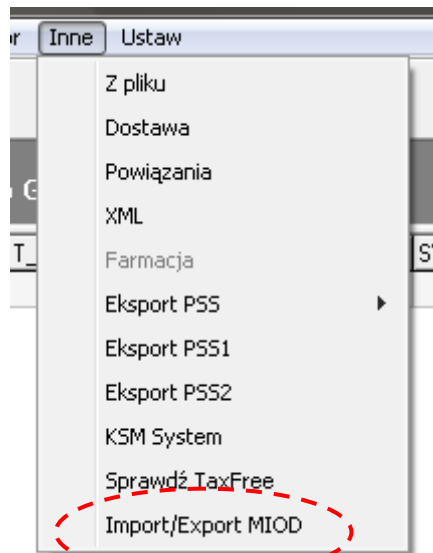 Inne Ustaw
Z pliku
Dostawa
Powiązania
XML
Farmacja
Eksport PSS
Eksport PSS1
Eksport PSS2
KSM System
Sprawdź TaxFree
Import/Export MIOD